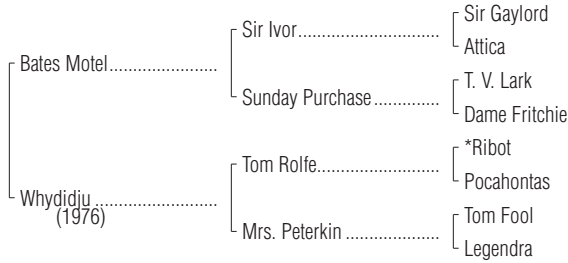 Sir Gaylord
Sir Ivor....................................
Attica
Bates Motel...........................
T. V. Lark
Sunday Purchase.................
Dame Fritchie
*Ribot
Tom Rolfe................................
Pocahontas
Whydidju ..............................
(1976)
Tom Fool
Mrs. Peterkin ........................
Legendra